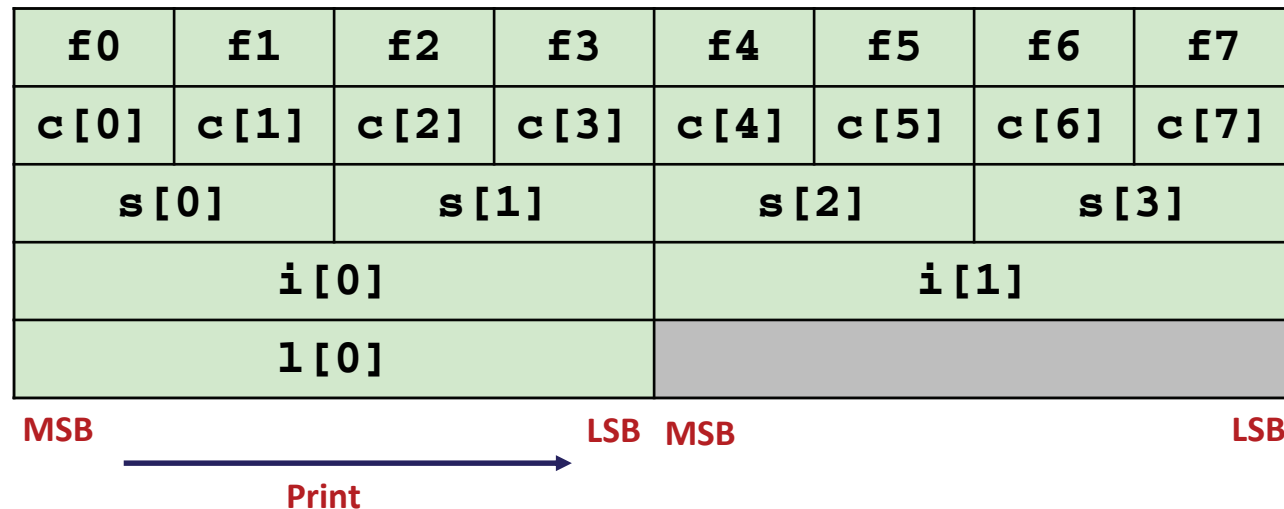 f0 f1 f2 f3 f4 f5 f6 f7
c[0] c[1] c[2] c[3] c[4] c[5] c[6] c[7]
s[0] s[1] s[2] s[3]
i[0] i[1]
l[0]
MSB LSB MSB LSB
Print